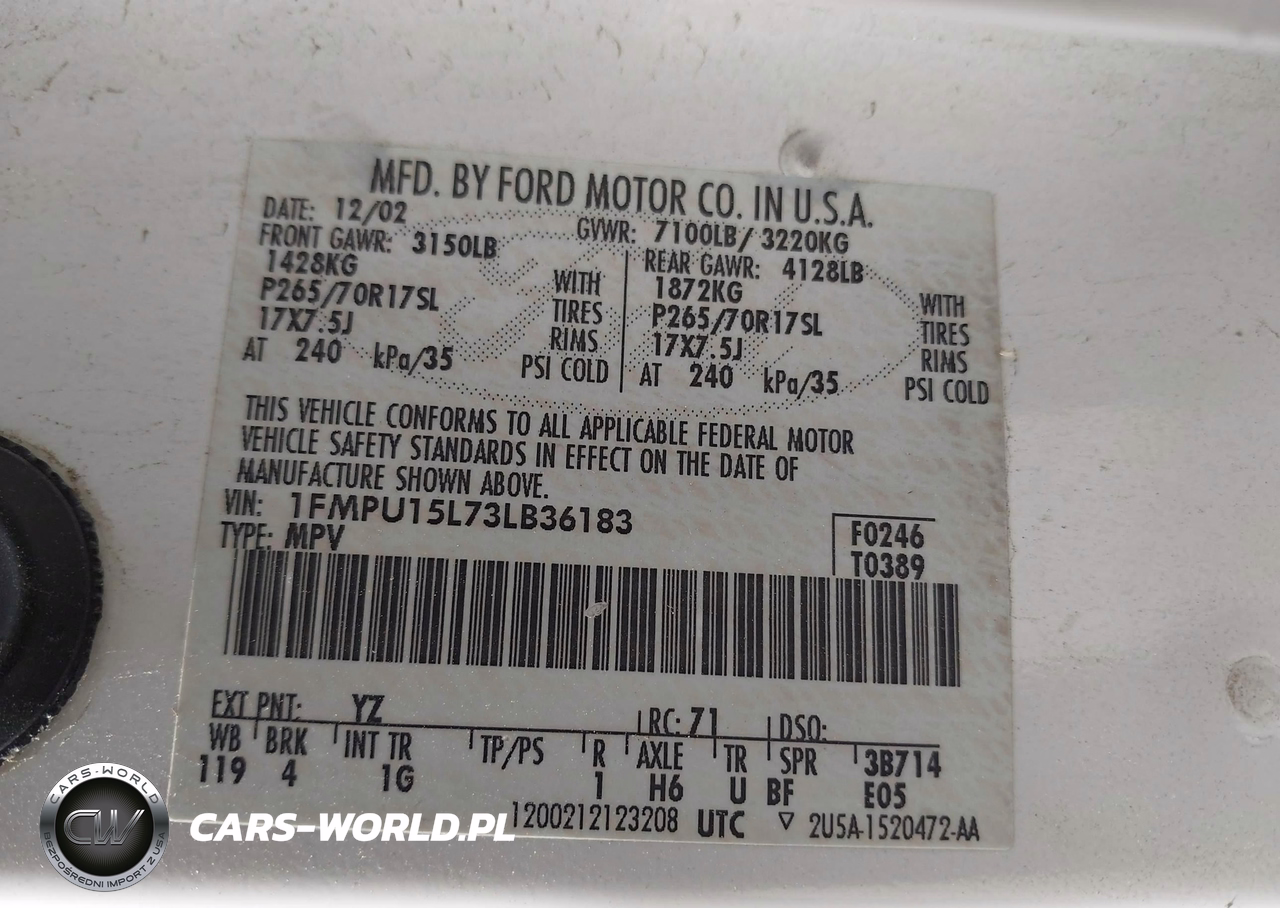 MFD. BY FORD MOTOR CO. IN U.S.A.
DATE: 12/02 GVWR: 7100LB/ 3220KG
FRONT GAWR: 3150LB REAR GAWR: 4128LB
1428KG WITH 1872KG WITH
P265/70R17SL TIRES P265/70R17SL TIRES
17X7.5J RIMS 17X7.5J RIMS
AT 240 kPa/35 PSI COLD AT 240 kPa/35 PSI COLD
THIS VEHICLE CONFORMS TO ALL APPLICABLE FEDERAL MOTOR
VEHICLE SAFETY STANDARDS IN EFFECT ON THE DATE OF
MANUFACTURE SHOWN ABOVE.
VIN: 1FMPU15L73LB36183
TYPE: MPV
F0246
T0389
EXT PNT: YZ RC: 71 DSO:
WB BRK INT TR TP/PS R AXLE TR SPR 3B714
119 4 1G 1 H6 U BF E05
1200212123208 UTC ▽ 2U5A-1520472-AA
CARS-WORLD
CW
BEZPOŚREDNI IMPORT Z USA
CARS-WORLD.PL